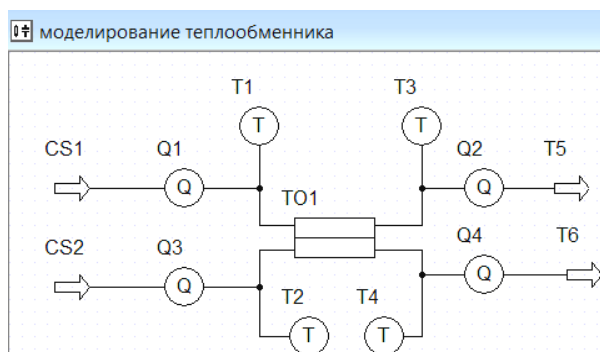 моделирование теплообменника
T1 T3
T T
CS1 Q1 Q2 T5
Q Q
TO1
CS2 Q3 Q4 T6
Q Q
T2 T4
T T